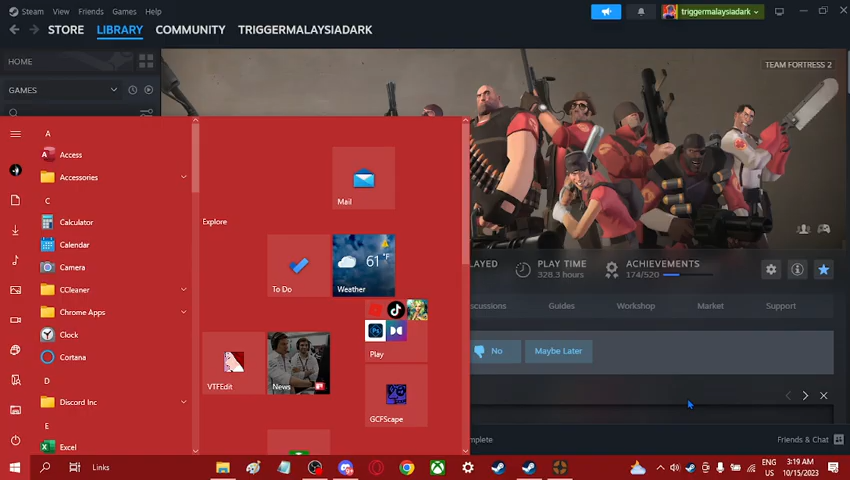 Steam View Friends Games Help
triggermalaysiadark
STORE LIBRARY COMMUNITY TRIGGERMALAYSIADARK
HOME
TEAM FORTRESS 2
GAMES
A
Access
Accessories
C
Calculator
Calendar
Camera
CCleaner
Chrome Apps
Clock
Cortana
D
Discord Inc
E
Excel
Mail
Explore
To Do
61°F
Weather
Play
VTFEdit
News
GCFScape
LAYED
PLAY TIME
328.3 hours
ACHIEVEMENTS
174/520
scussions Guides Workshop Market Support
No Maybe Later
mplete
Friends & Chat
Links
ENG
US
3:19 AM
10/15/2023